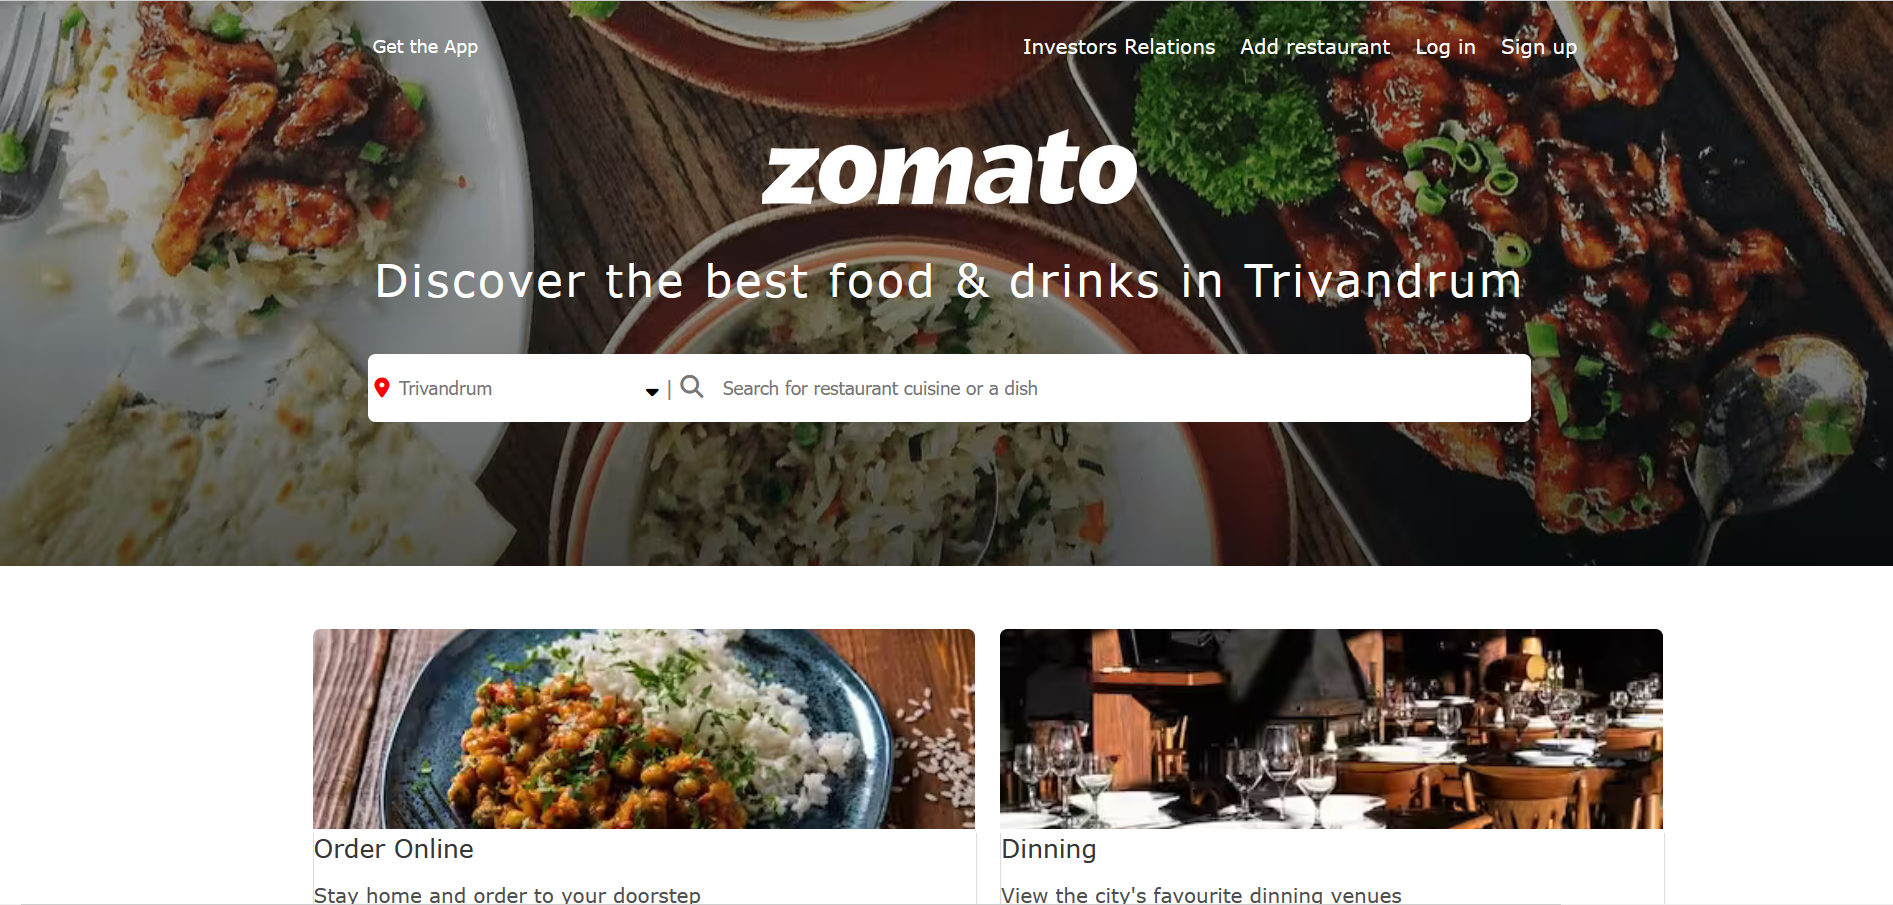 Get the App
Investors Relations Add restaurant Log in Sign up
zomato
Discover the best food & drinks in Trivandrum
Trivandrum | Search for restaurant cuisine or a dish
Order Online
Stay home and order to your doorstep
Dinning
View the city's favourite dinning venues